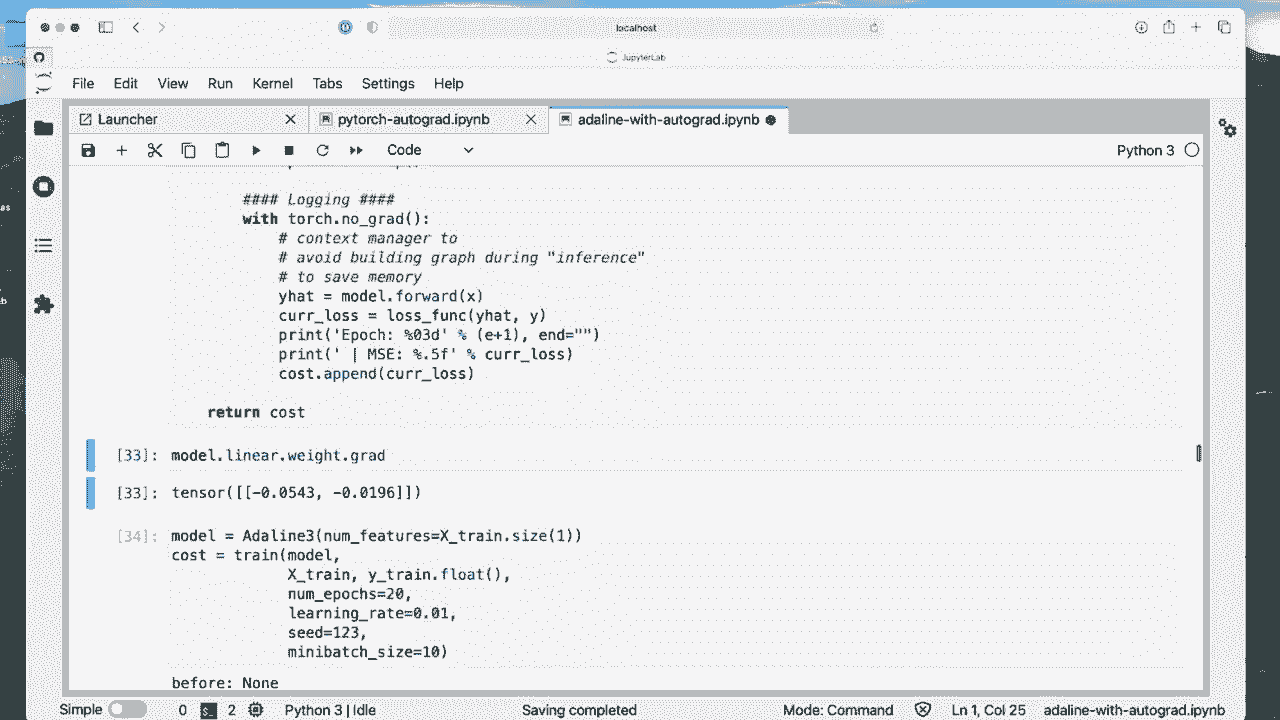 localhost
JupyterLab
File Edit View Run Kernel Tabs Settings Help
Launcher pytorch-autograd.ipynb adaline-with-autograd.ipynb
Code Python 3
#### Logging ####
with torch.no_grad():
# context manager to
# avoid building graph during "inference"
# to save memory
yhat = model.forward(x)
curr_loss = loss_func(yhat, y)
print('Epoch: %03d' % (e+1), end="")
print(' | MSE: %.5f' % curr_loss)
cost.append(curr_loss)
return cost
[33]: model.linear.weight.grad
[33]: tensor([[-0.0543, -0.0196]])
[34]: model = Adaline3(num_features=X_train.size(1))
cost = train(model,
X_train, y_train.float(),
num_epochs=20,
learning_rate=0.01,
seed=123,
minibatch_size=10)
before: None
Simple 0 2 Python 3 | Idle Saving completed Mode: Command Ln 1, Col 25 adaline-with-autograd.ipynb